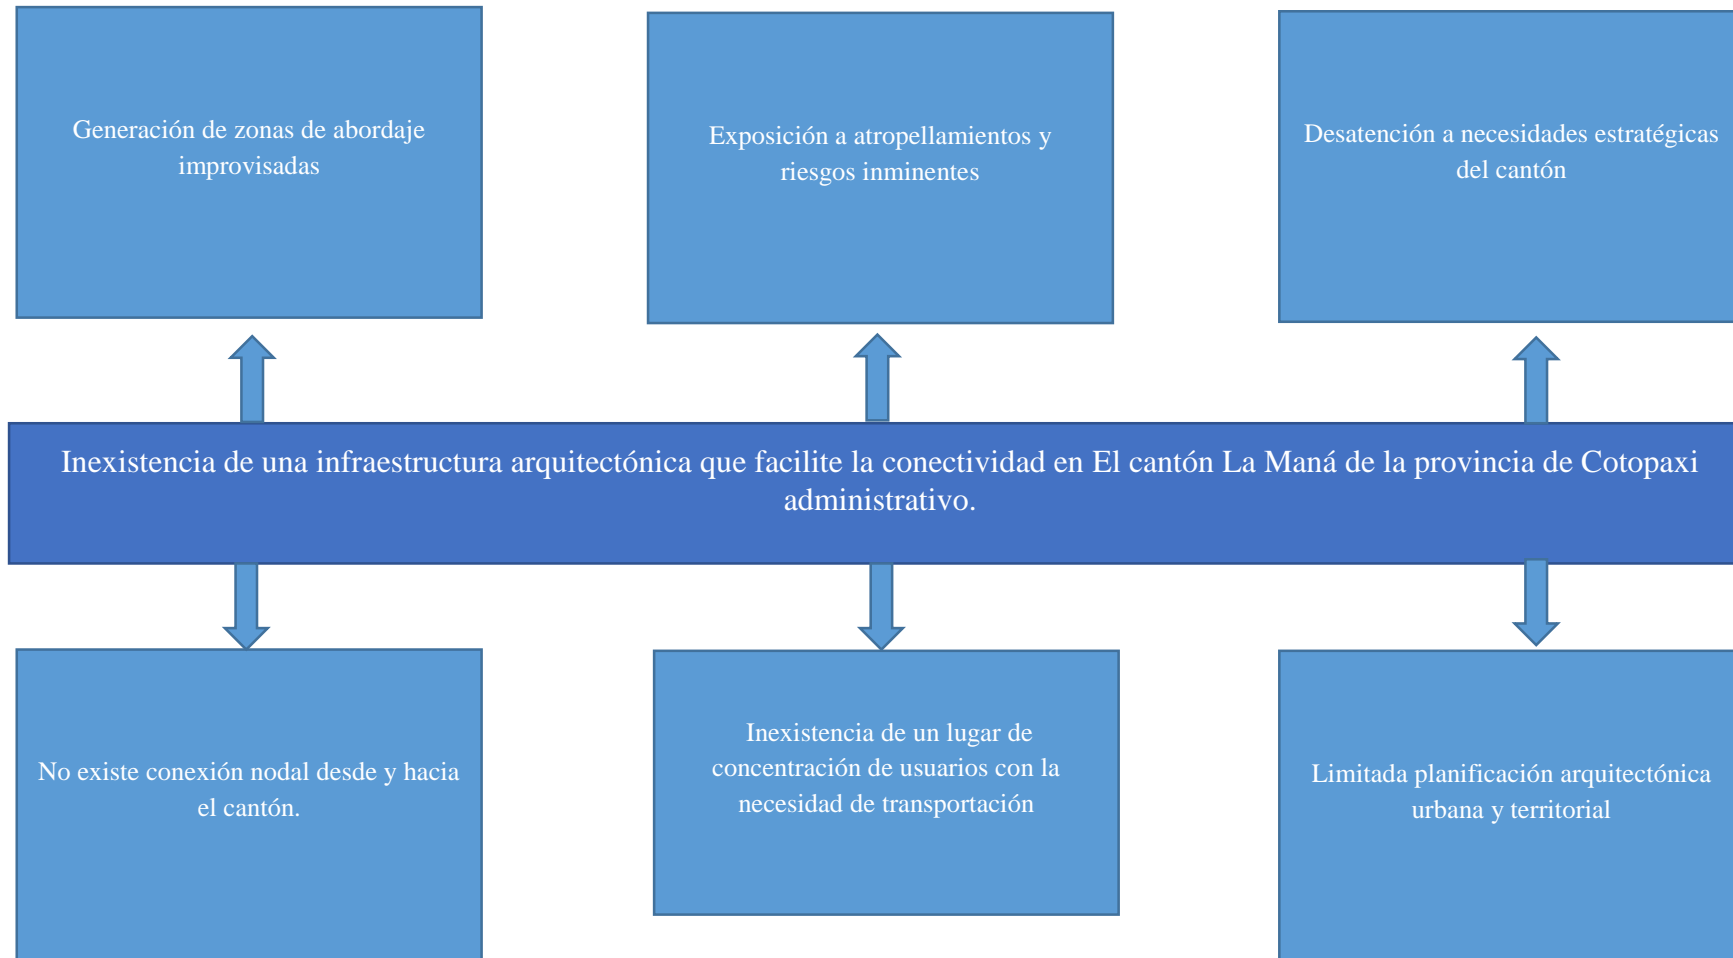 Generación de zonas de abordaje
improvisadas
Exposición a atropellamientos y
riesgos inminentes
Desatención a necesidades estratégicas
del cantón
Inexistencia de una infraestructura arquitectónica que facilite la conectividad en El cantón La Maná de la provincia de Cotopaxi
administrativo.
No existe conexión nodal desde y hacia
el cantón.
Inexistencia de un lugar de
concentración de usuarios con la
necesidad de transportación
Limitada planificación arquitectónica
urbana y territorial